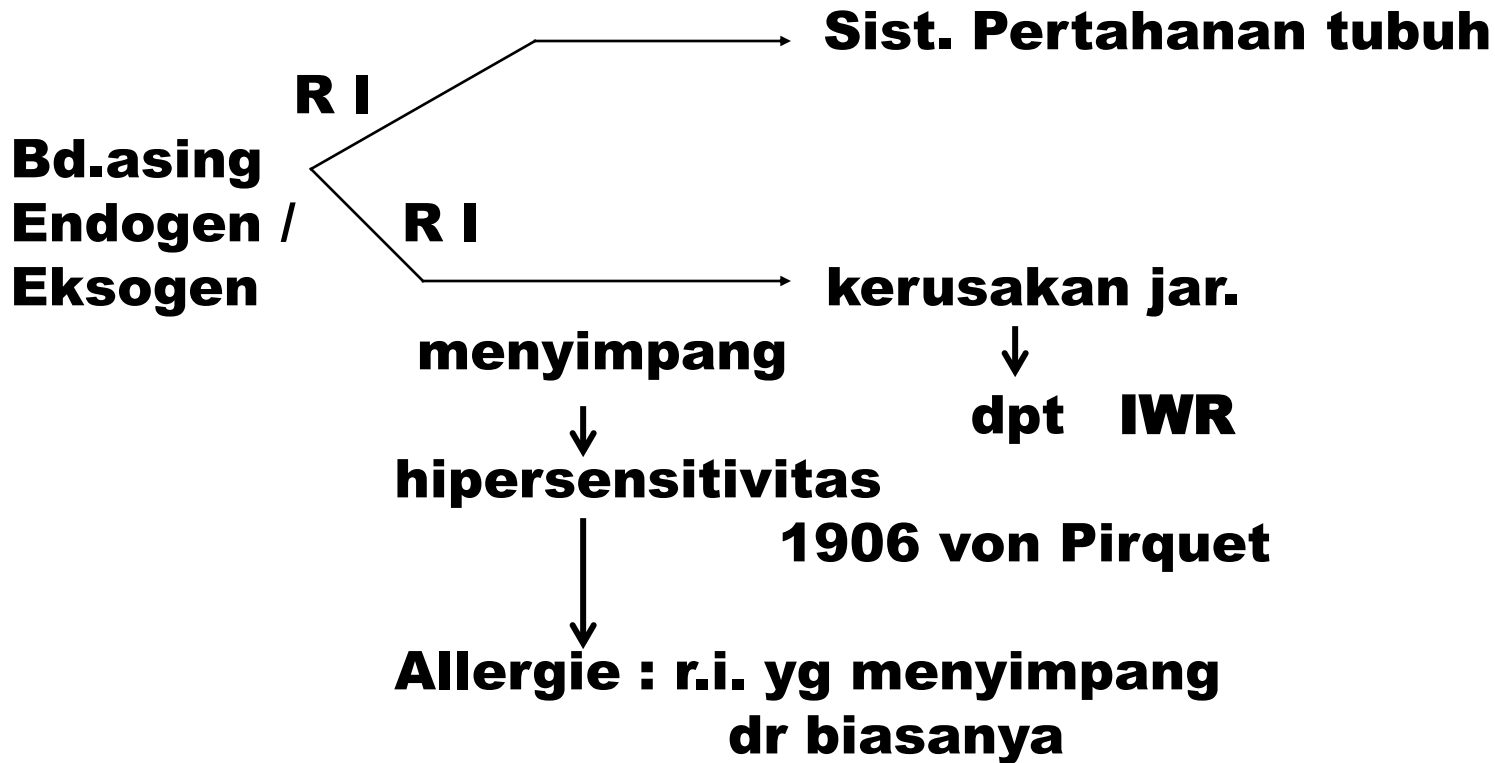 Sist. Pertahanan tubuh
R I
Bd.asing
Endogen /
R I
Eksogen
kerusakan jar.
menyimpang
dpt IWR
hipersensitivitas
1906 von Pirquet
Allergie : r.i. yg menyimpang
dr biasanya